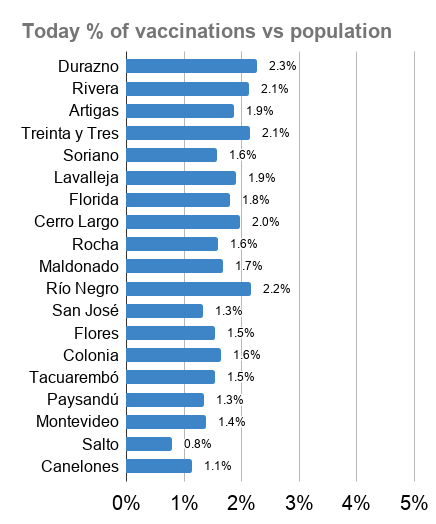 Today % of vaccinations vs population
Durazno 2.3%
Rivera 2.1%
Artigas 1.9%
Treinta y Tres 2.1%
Soriano 1.6%
Lavalleja 1.9%
Florida 1.8%
Cerro Largo 2.0%
Rocha 1.6%
Maldonado 1.7%
Río Negro 2.2%
San José 1.3%
Flores 1.5%
Colonia 1.6%
Tacuarembó 1.5%
Paysandú 1.3%
Montevideo 1.4%
Salto 0.8%
Canelones 1.1%
0% 1% 2% 3% 4% 5%